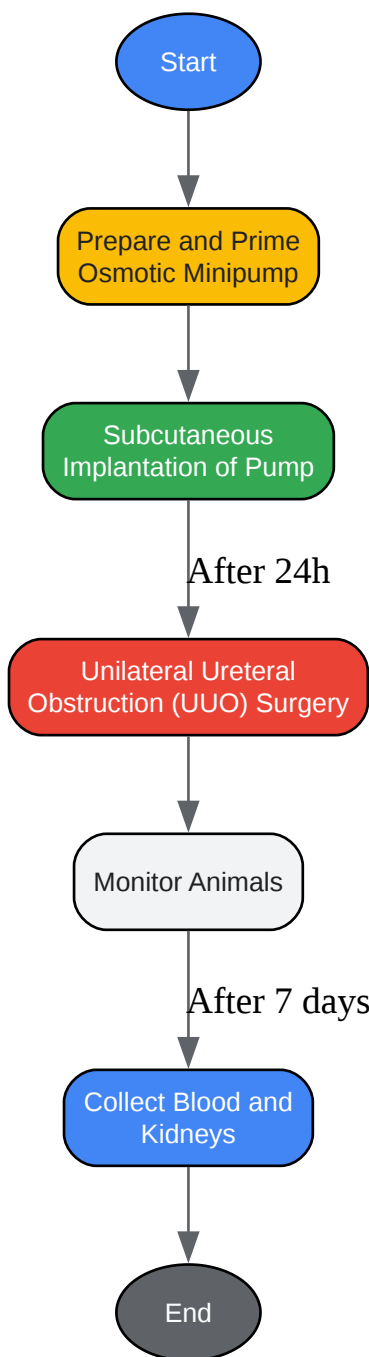 Start
Prepare and Prime
Osmotic Minipump
Subcutaneous
Implantation of Pump
After 24h
Unilateral Ureteral
Obstruction (UUO) Surgery
Monitor Animals
After 7 days
Collect Blood and
Kidneys
End